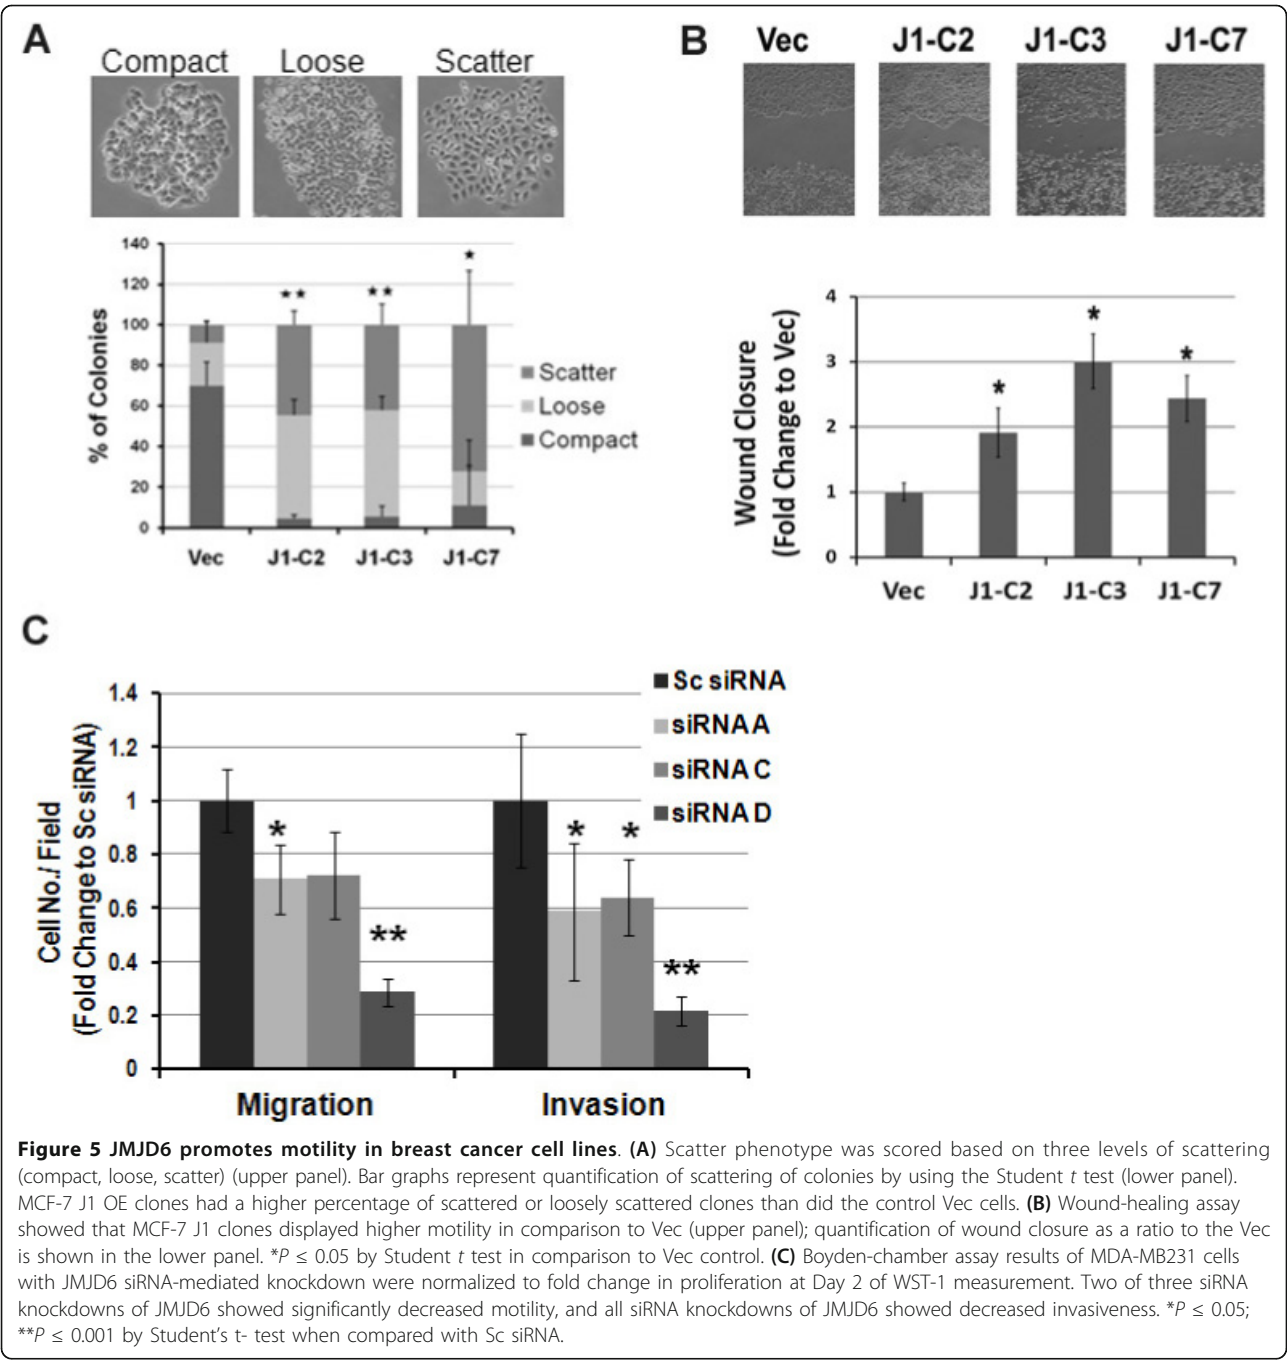 A
Compact Loose Scatter
140
120
100
80
60
40
20
0
% of Colonies
★★ ★★ ★
Scatter
Loose
Compact
Vec J1-C2 J1-C3 J1-C7
B
Vec J1-C2 J1-C3 J1-C7
4
3
2
1
0
Wound Closure
(Fold Change to Vec)
* * *
Vec J1-C2 J1-C3 J1-C7
C
1.4
1.2
1
0.8
0.6
0.4
0.2
0
Cell No./ Field
(Fold Change to Sc siRNA)
Sc siRNA
siRNA A
siRNA C
siRNA D
* ** * * **
Migration Invasion
Figure 5 JMJD6 promotes motility in breast cancer cell lines. (A) Scatter phenotype was scored based on three levels of scattering
(compact, loose, scatter) (upper panel). Bar graphs represent quantification of scattering of colonies by using the Student t test (lower panel).
MCF-7 J1 OE clones had a higher percentage of scattered or loosely scattered clones than did the control Vec cells. (B) Wound-healing assay
showed that MCF-7 J1 clones displayed higher motility in comparison to Vec (upper panel); quantification of wound closure as a ratio to the Vec
is shown in the lower panel. *P ≤ 0.05 by Student t test in comparison to Vec control. (C) Boyden-chamber assay results of MDA-MB231 cells
with JMJD6 siRNA-mediated knockdown were normalized to fold change in proliferation at Day 2 of WST-1 measurement. Two of three siRNA
knockdowns of JMJD6 showed significantly decreased motility, and all siRNA knockdowns of JMJD6 showed decreased invasiveness. *P ≤ 0.05;
**P ≤ 0.001 by Student's t- test when compared with Sc siRNA.